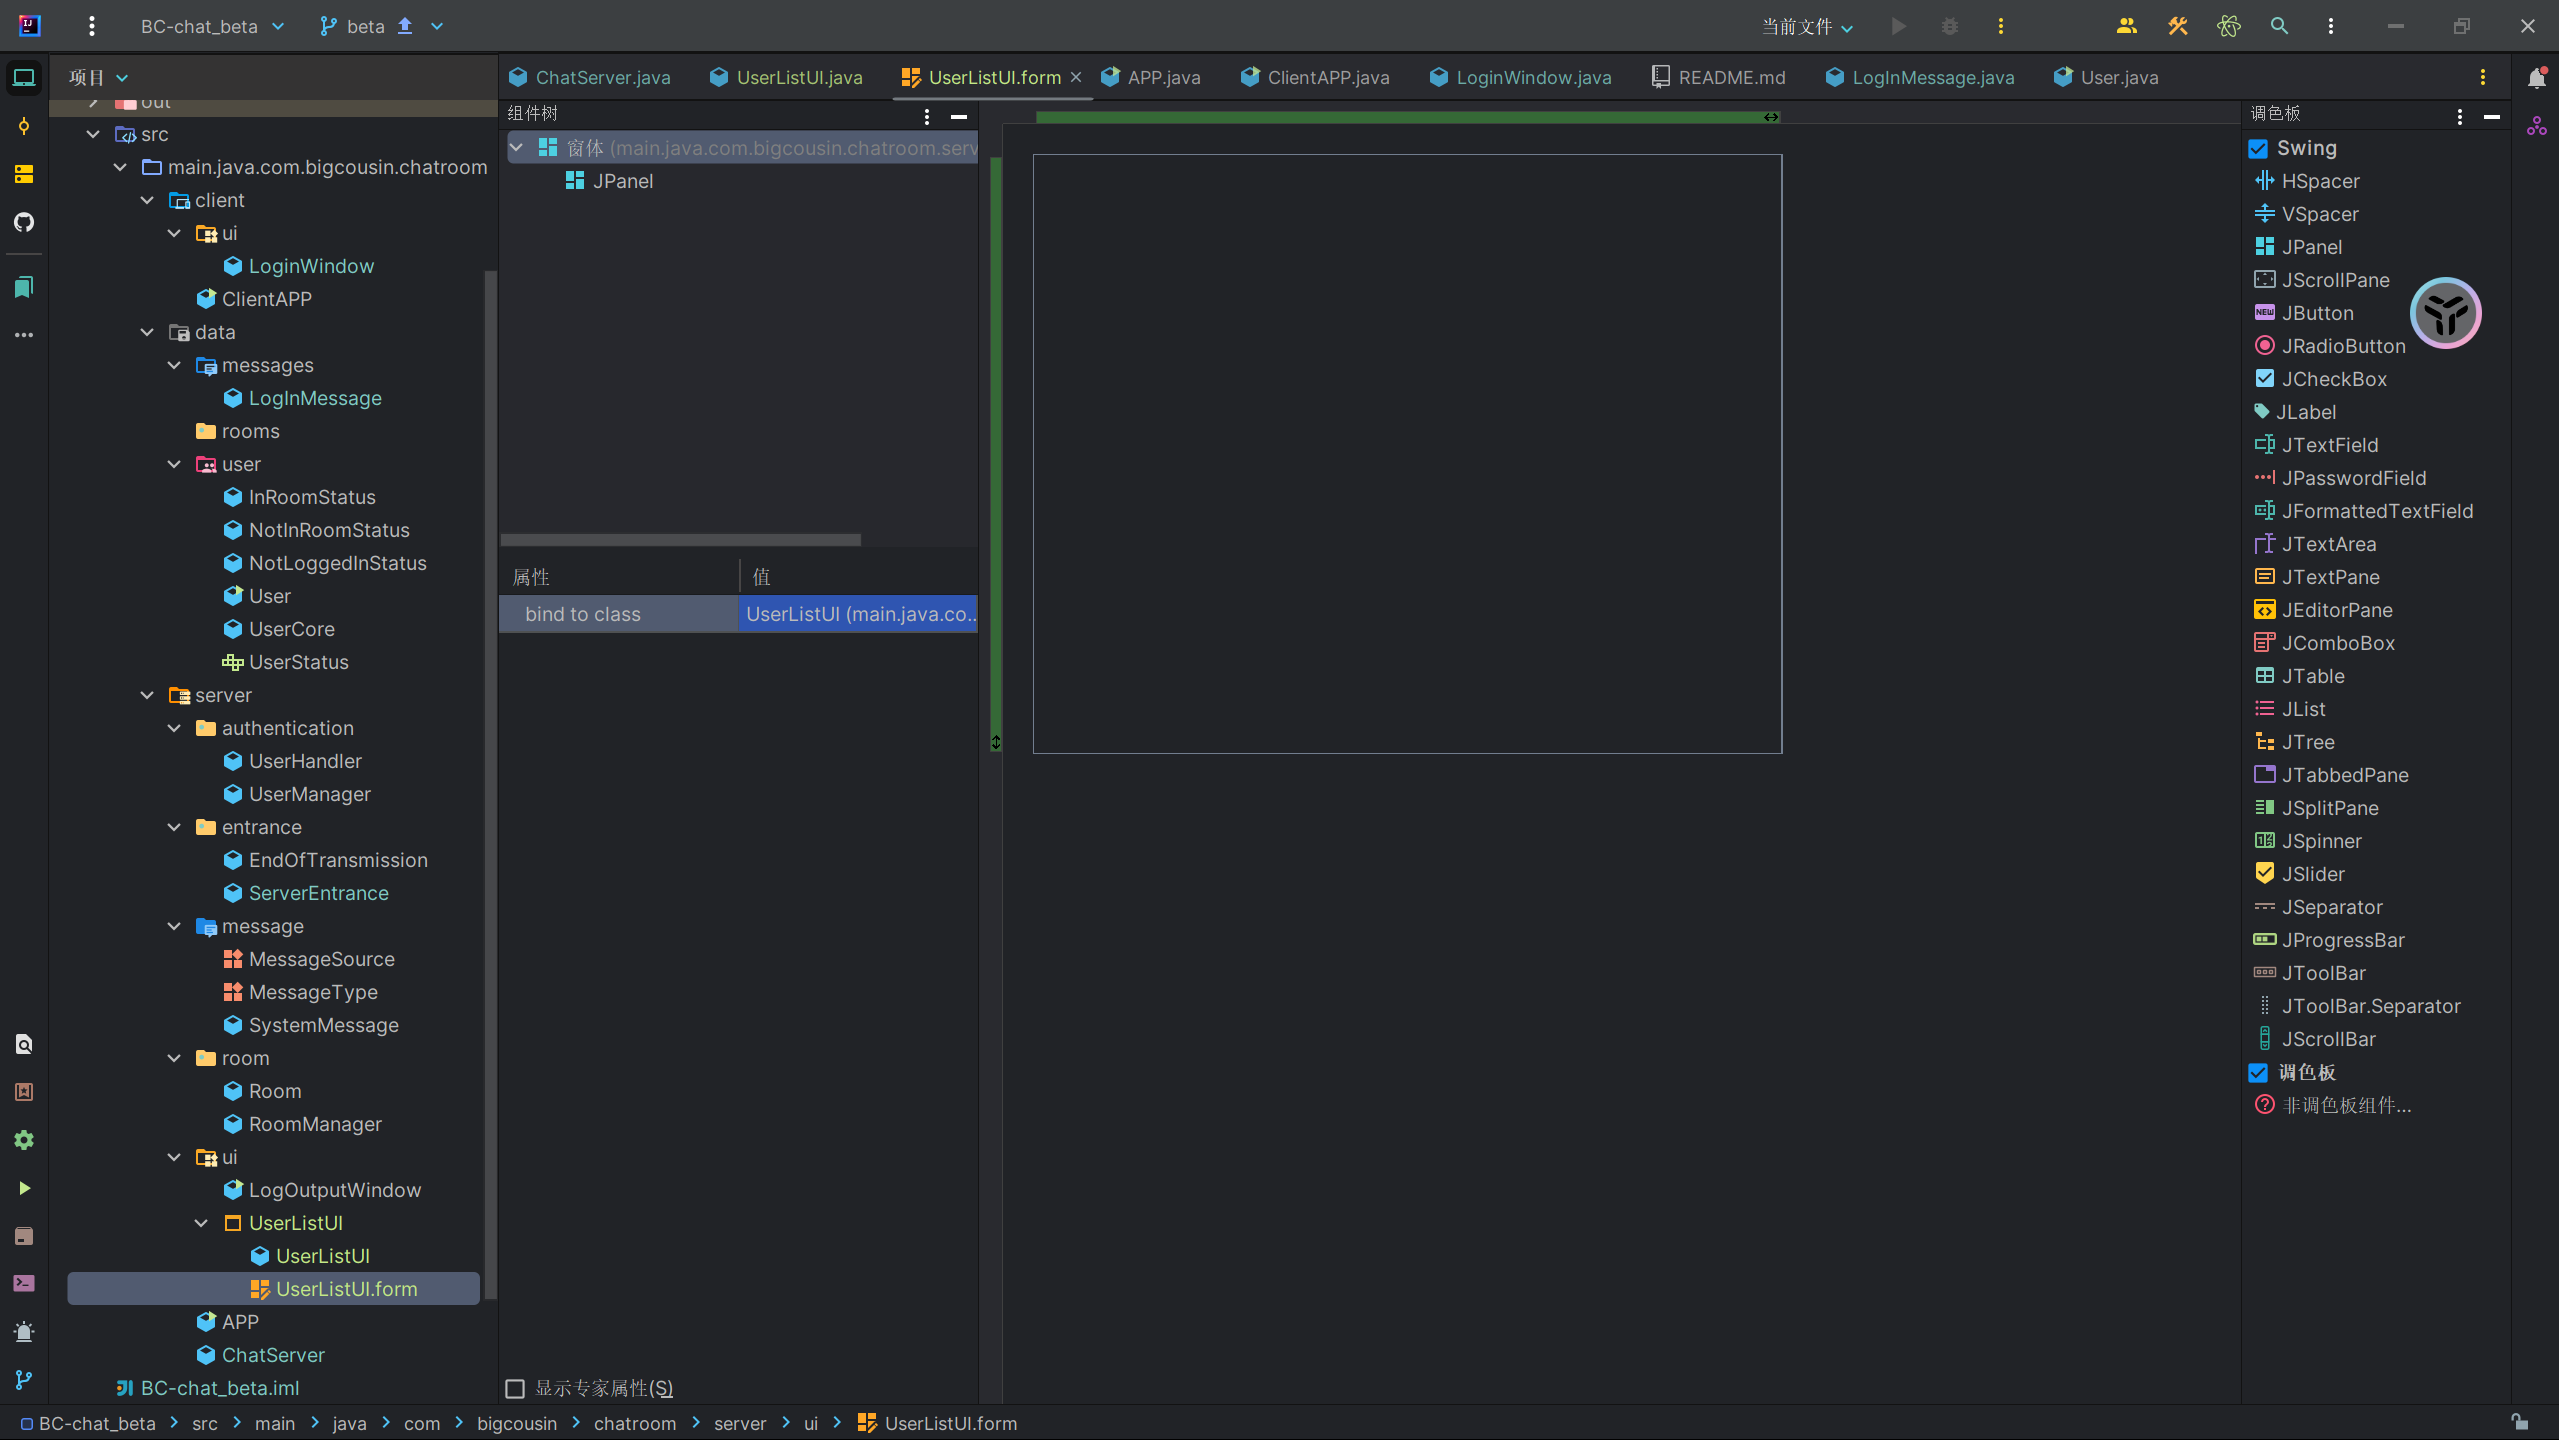 BC-chat_beta
beta
当前文件
项目
ChatServer.java
UserListUI.java
UserListUI.form
APP.java
ClientAPP.java
LoginWindow.java
README.md
LogInMessage.java
User.java
out
src
main.java.com.bigcousin.chatroom
client
ui
LoginWindow
ClientAPP
data
messages
LogInMessage
rooms
user
InRoomStatus
NotInRoomStatus
NotLoggedInStatus
User
UserCore
UserStatus
server
authentication
UserHandler
UserManager
entrance
EndOfTransmission
ServerEntrance
message
MessageSource
MessageType
SystemMessage
room
Room
RoomManager
ui
LogOutputWindow
UserListUI
UserListUI
UserListUI.form
APP
ChatServer
BC-chat_beta.iml
组件树
窗体 (main.java.com.bigcousin.chatroom.serv
JPanel
属性
值
bind to class
UserListUI (main.java.co...
显示专家属性(S)
调色板
Swing
HSpacer
VSpacer
JPanel
JScrollPane
JButton
JRadioButton
JCheckBox
JLabel
JTextField
JPasswordField
JFormattedTextField
JTextArea
JTextPane
JEditorPane
JComboBox
JTable
JList
JTree
JTabbedPane
JSplitPane
JSpinner
JSlider
JSeparator
JProgressBar
JToolBar
JToolBar.Separator
JScrollBar
调色板
非调色板组件...
BC-chat_beta
src
main
java
com
bigcousin
chatroom
server
ui
UserListUI.form